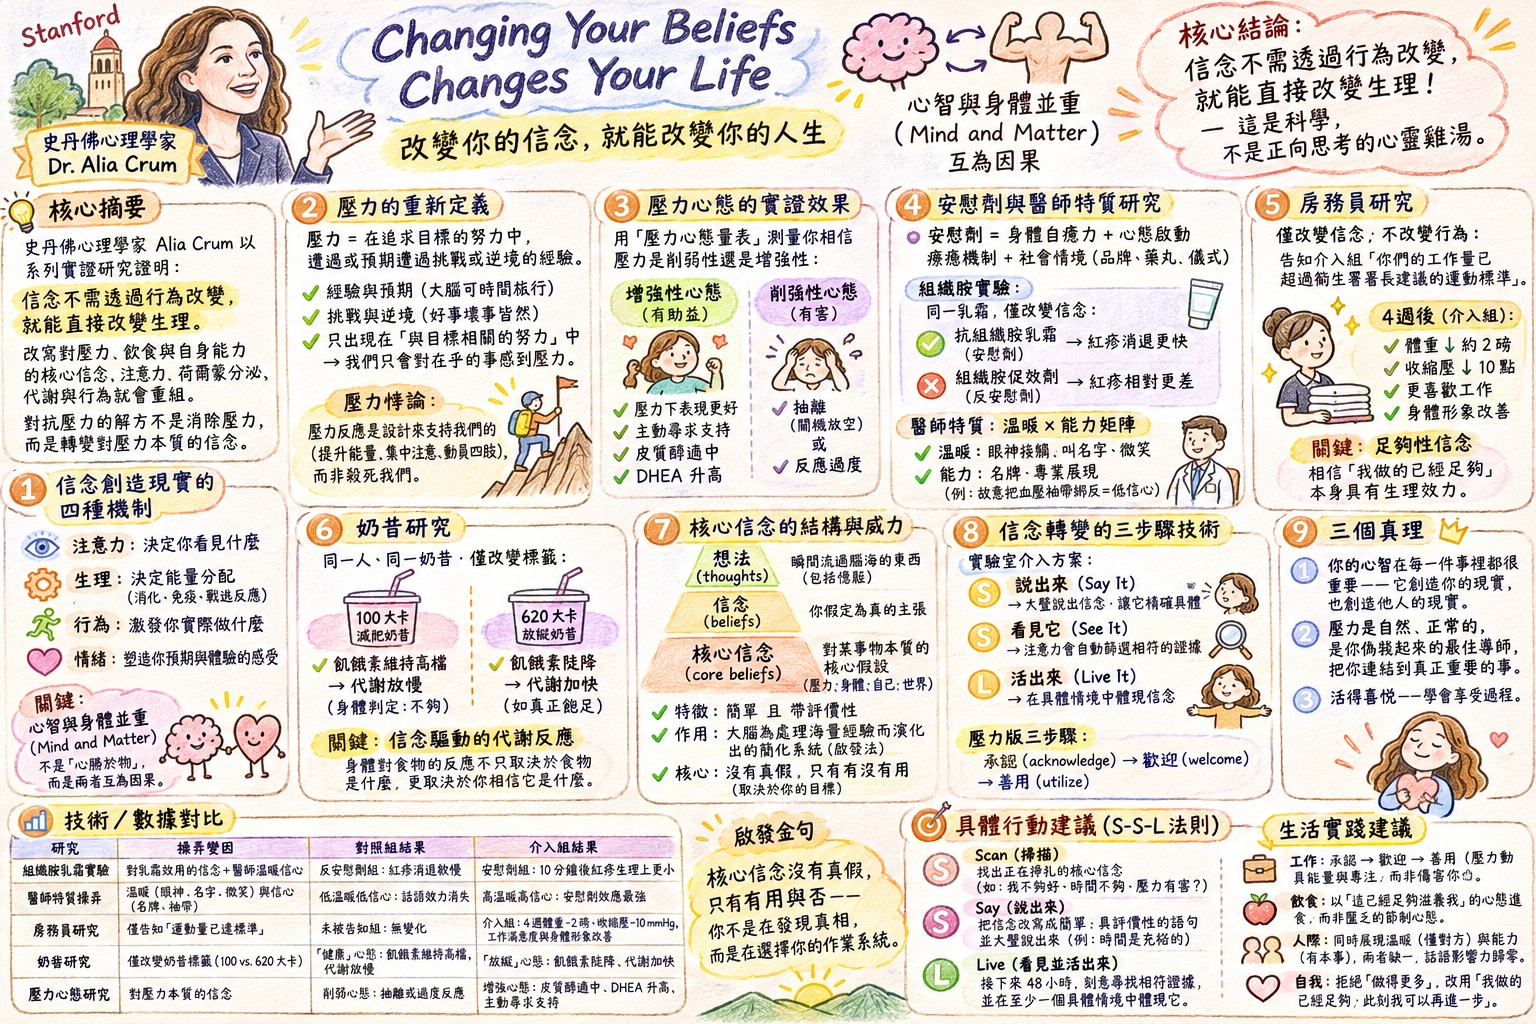 Stanford
史丹佛心理學家
Dr. Alia Crum
Changing Your Beliefs
Changes Your Life
改變你的信念，就能改變你的人生
心智與身體並重
(Mind and Matter)
互為因果
核心結論：
信念不需透過行為改變，
就能直接改變生理！
— 這是科學，
不是正向思考的心靈雞湯。
核心摘要
史丹佛心理學家 Alia Crum 以
系列實證研究證明：
信念不需透過行為改變，
就能直接改變生理。
改寫對壓力、飲食與自身能力
的核心信念、注意力、荷爾蒙分泌、
代謝與行為就會重組。
對抗壓力的解方不是消除壓力，
而是轉變對壓力本質的信念。
1 信念創造現實的
四種機制
注意力：決定你看見什麼
生理：決定能量分配
(消化、免疫、戰逃反應)
行為：激發你實際做什麼
情緒：塑造你預期與體驗的感受
關鍵：
心智與身體並重
(Mind and Matter)
不是「心勝於物」，
而是兩者互為因果。
2 壓力的重新定義
壓力 = 在追求目標的努力中，
遭遇或預期遭遇挑戰或逆境的經驗。
✓ 經驗與預期 (大腦可時間旅行)
✓ 挑戰與逆境 (好事壞事皆然)
✓ 只出現在「與目標相關的努力」中
→ 我們只會對在乎的事感到壓力。
壓力悖論：
壓力反應是設計來支持我們的
(提升能量、集中注意、動員四肢)，
而非殺死我們。
3 壓力心態的實證效果
用「壓力心態量表」測量你相信
壓力是削弱性還是增強性：
增強性心態
(有助益)
✓ 壓力下表現更好
✓ 主動尋求支持
✓ 皮質醇適中
✓ DHEA 升高
削弱性心態
(有害)
✓ 抽離
(關機放空)
或
✓ 反應過度
4 安慰劑與醫師特質研究
安慰劑 = 身體自癒力 + 心態啟動
療癒機制 + 社會情境 (品牌、藥丸、儀式)
組織胺實驗：
同一乳霜，僅改變信念：
抗組織胺乳霜 → 紅疹消退更快
(安慰劑)
組織胺促效劑 → 紅疹相對更差
(反安慰劑)
醫師特質：溫暖 × 能力矩陣
✓ 溫暖：眼神接觸、叫名字、微笑
✓ 能力：名牌、專業展現
(例：故意把血壓袖帶綁反=低信心)
5 房務員研究
僅改變信念，不改變行為：
告知介入組「你們的工作量已
超過衛生署署長建議的運動標準」。
4週後 (介入組)：
✓ 體重 ↓ 約 2 磅
✓ 收縮壓 ↓ 10 點
✓ 更喜歡工作
✓ 身體形象改善
關鍵：足夠性信念
相信「我做的已經足夠」
本身具有生理效力。
6 奶昔研究
同一人、同一奶昔，僅改變標籤：
100 大卡
減肥奶昔
✓ 飢餓素維持高檔
→ 代謝放慢
(身體判定：不夠)
620 大卡
放縱奶昔
✓ 飢餓素陡降
→ 代謝加快
(如真正飽足)
關鍵：信念驅動的代謝反應
身體對食物的反應不只取決於食物
是什麼，更取決於你相信它是什麼。
7 核心信念的結構與威力
想法
(thoughts)
瞬間流過腦海的東西
信念
(beliefs)
你假定為真的主張
核心信念
(core beliefs)
對某事物本質的
核心假設
(壓力、身體、自己、世界)
✓ 特徵：簡單 且 帶評價性
✓ 作用：大腦為處理海量經驗而演化
出的簡化系統 (啟發法)
✓ 核心：沒有真假，只有有沒有用
(取決於你的目標)
8 信念轉變的三步驟技術
實驗室介入方案：
S 說出來 (Say It)
→ 大聲說出信念，讓它精確具體
S 看見它 (See It)
→ 注意力會自動篩選相符的證據
L 活出來 (Live It)
→ 在具體情境中體現信念
壓力版三步驟：
承認 (acknowledge) → 歡迎 (welcome)
→ 善用 (utilize)
9 三個真理
1 你的心智在每一件事裡都很
重要——它創造你的現實，
也創造他人的現實。
2 壓力是自然、正常的，
起來的最佳導師，
把你連結到真正重要的事。
3 活得喜悅——學會享受過程。
技術／數據對比
研究 操弄變因 對照組結果 介入組結果
組織胺乳霜實驗 對乳霜效用的信念＋醫師溫暖信心 反安慰劑組：紅疹消退較慢 安慰劑組：10 分鐘後紅疹生理上更小
醫師特質操弄 溫暖 (眼神、名字、微笑) 與信心
(名牌、袖帶) 低溫暖低信心：話語效力消失 高溫暖高信心：安慰劑效應最強
房務員研究 僅告知「運動量已達標準」 未被告知組：無變化 介入組：4 週體重 -2 磅、收縮壓 -10 mmHg，
工作滿意度與身體形象改善
奶昔研究 僅改變奶昔標籤 (100 vs. 620 大卡) 「健康」心態：飢餓素維持高檔，
代謝放慢 「放縱」心態：飢餓素陡降、代謝加快
壓力心態研究 對壓力本質的信念 削弱心態：抽離或過度反應 增強心態：皮質醇適中、DHEA 升高、
主動尋求支持
啟發金句
核心信念沒有真假，
只有有用與否——
你不是在發現真相，
而是在選擇你的作業系統。
具體行動建議 (S-S-L 法則)
S Scan (掃描)
找出正在掙扎的核心信念
(如：我不夠好、時間不夠、壓力有害？)
S Say (說出來)
把信念改寫成簡單、具評價性的語句
並大聲說出來 (例：時間是充裕的)
L Live (看見並活出來)
接下來 48 小時，刻意尋找相符證據，
並在至少一個具體情境中體現它。
生活實踐建議
工作：承認 → 歡迎 → 善用 (壓力動
具能量與專注，而非傷害你)。
飲食：以「這已經足夠滋養我」的心態進
食，而非匱乏的節制心態。
人際：同時展現溫暖 (懂對方) 與能力
(有本事)，兩者缺一，話語影響力歸零。
自我：拒絕「做得更多」，改用「我做的
已經足夠，此刻我可以再進一步」。